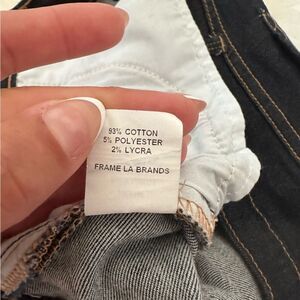 93% COTTON
5% POLYESTER
2% LYCRA
FRAME LA BRANDS